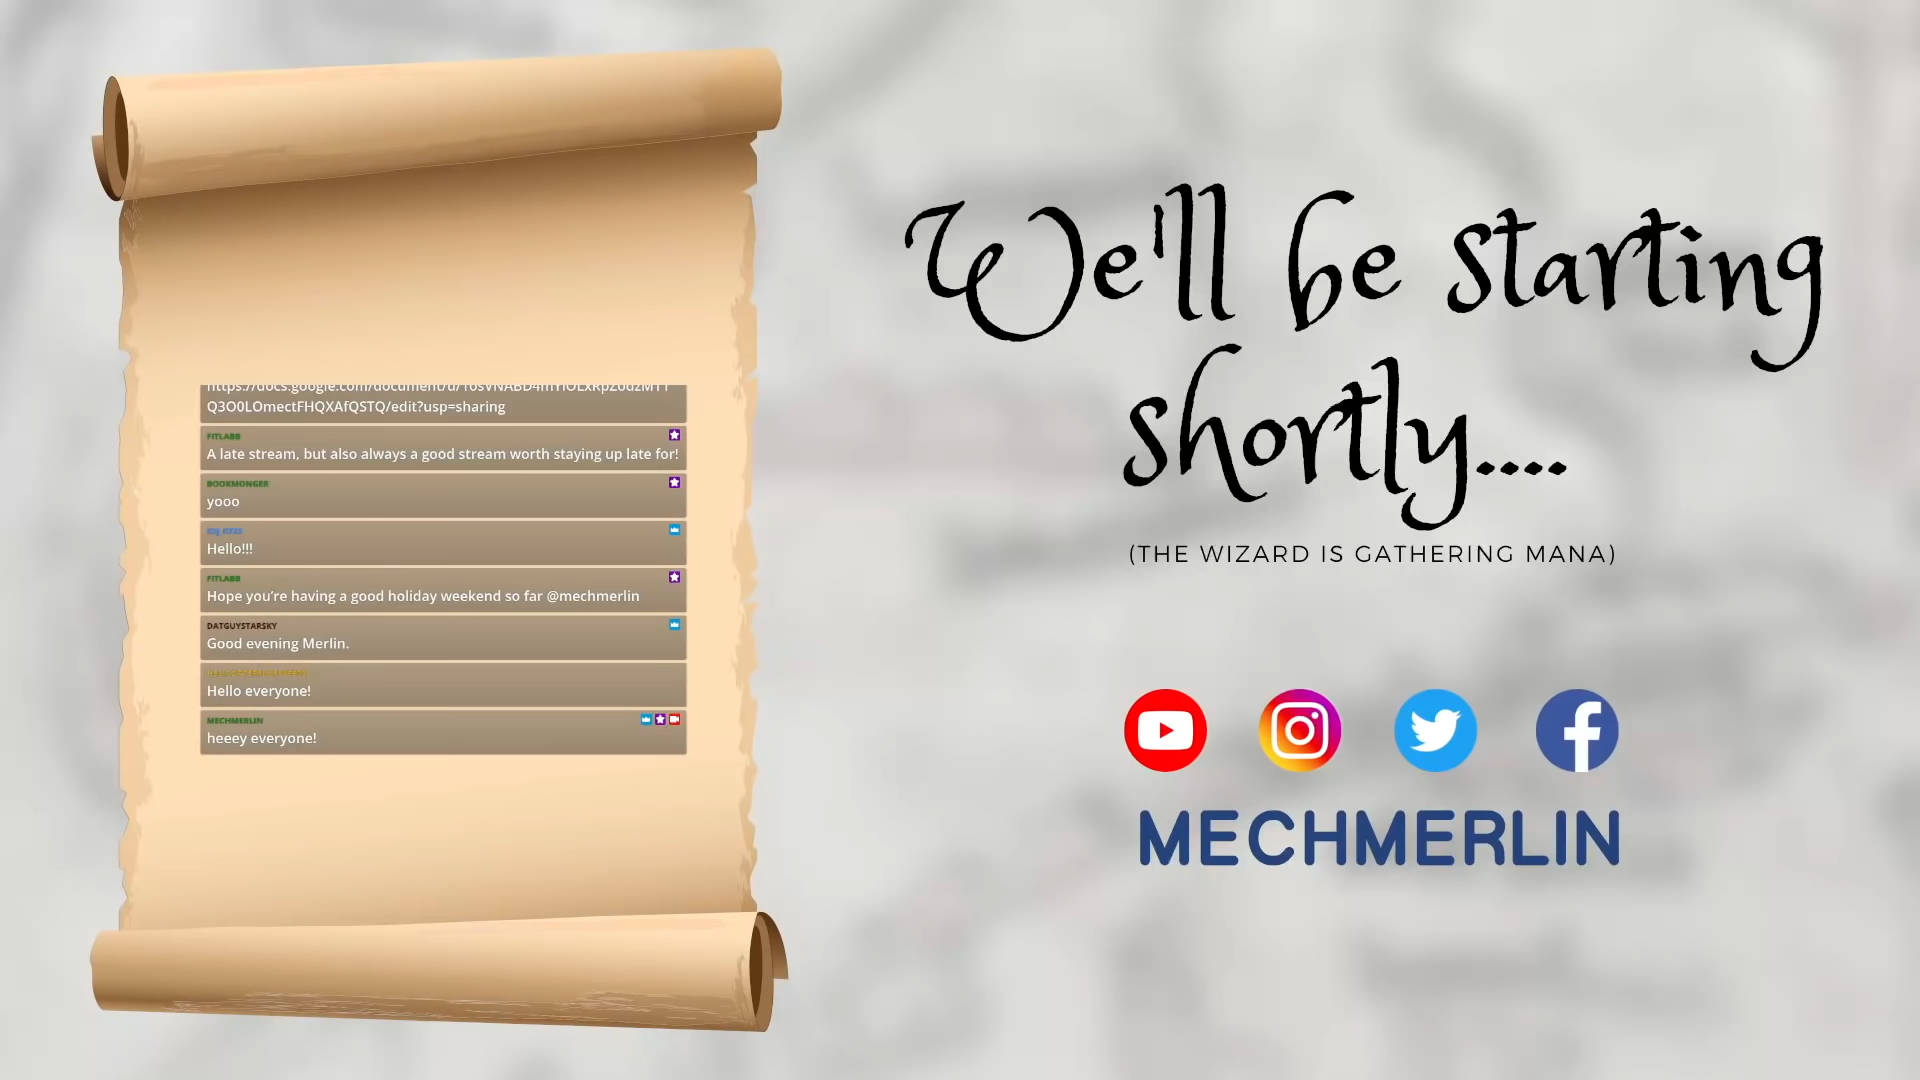 Q3O0LOmectFHQXAfQSTQ/edit?usp=sharing
FITLABB
A late stream, but also always a good stream worth staying up late for!
BOOKMONGER
yooo
Hello!!!
FITLABB
Hope you're having a good holiday weekend so far @mechmerlin
DATGUYSTARSKY
Good evening Merlin.
Hello everyone!
MECHMERLIN
heeey everyone!
We'll be starting
shortly....
(THE WIZARD IS GATHERING MANA)
MECHMERLIN